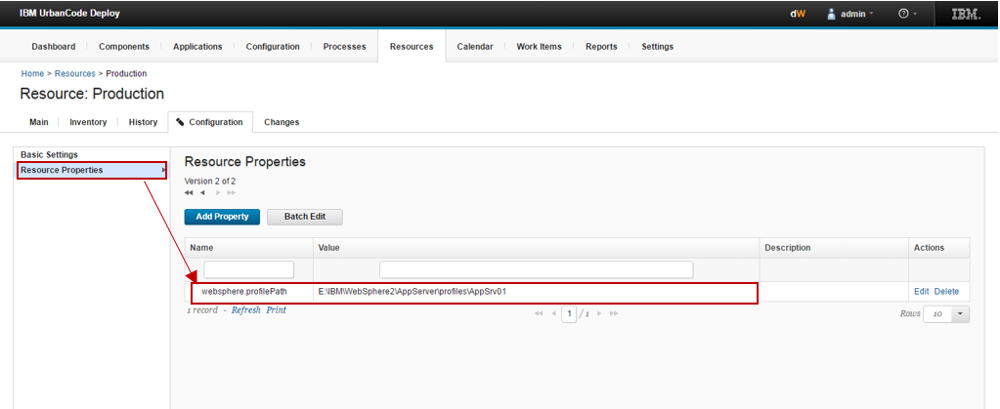 IBM UrbanCode Deploy
dW admin IBM.
Dashboard Components Applications Configuration Processes Resources Calendar Work Items Reports Settings
Home > Resources > Production
Resource: Production
Main Inventory History Configuration Changes
Basic Settings
Resource Properties
Resource Properties
Version 2 of 2
Add Property Batch Edit
Name Value Description Actions
websphere.profilePath E:\IBM\WebSphere2\AppServer\profiles\AppSrv01 Edit Delete
1 record - Refresh Print 1 / 1 Rows 10